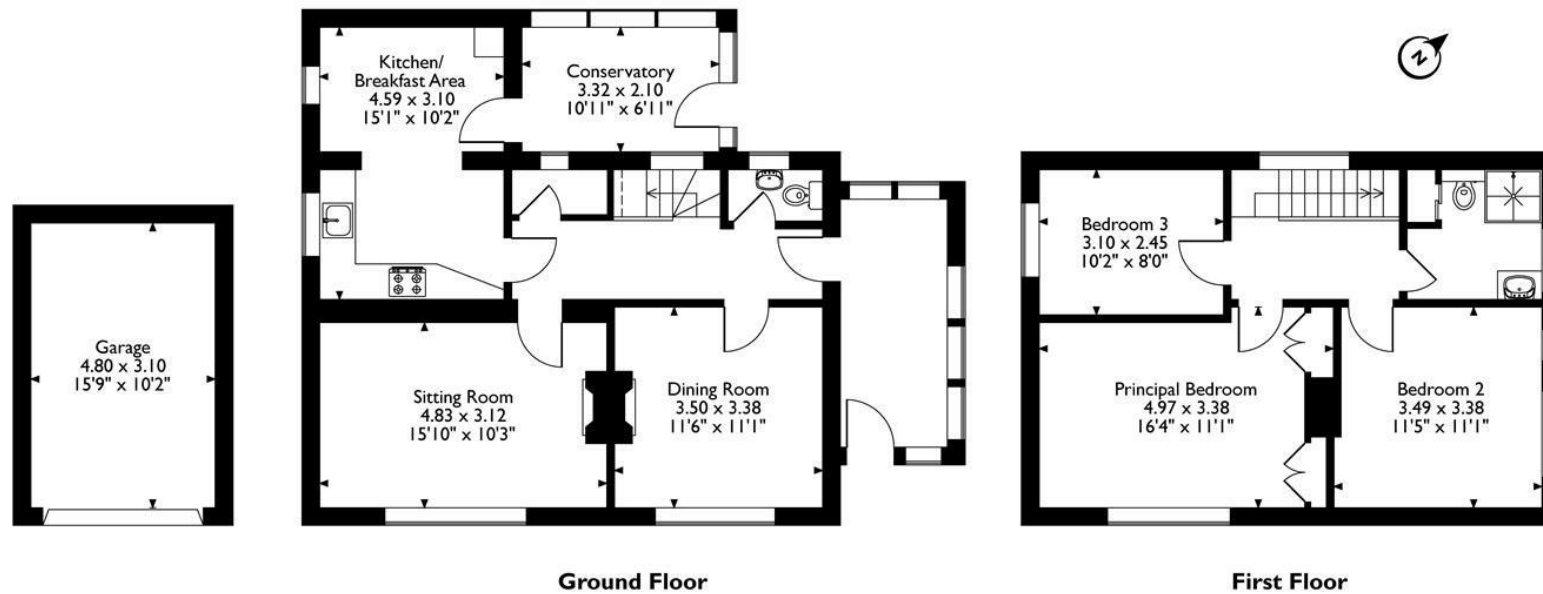 Kitchen/
Breakfast Area
4.59 x 3.10
15'1" x 10'2"
Conservatory
3.32 x 2.10
10'11" x 6'11"
N
Garage
4.80 x 3.10
15'9" x 10'2"
Sitting Room
4.83 x 3.12
15'10" x 10'3"
Dining Room
3.50 x 3.38
11'6" x 11'1"
Bedroom 3
3.10 x 2.45
10'2" x 8'0"
Principal Bedroom
4.97 x 3.38
16'4" x 11'1"
Bedroom 2
3.49 x 3.38
11'5" x 11'1"
Ground Floor
First Floor